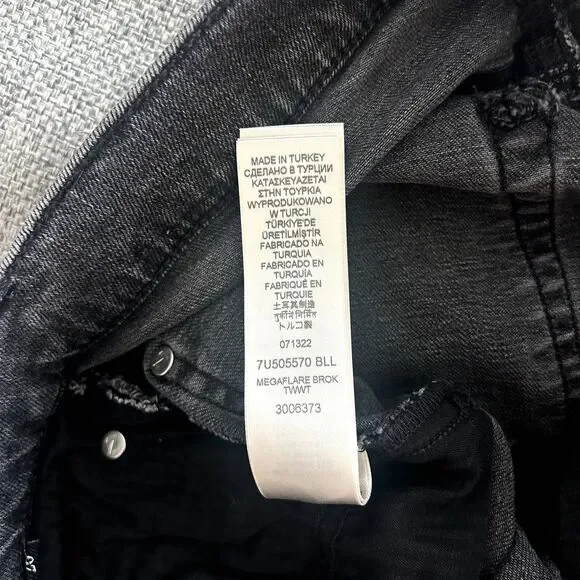 MADE IN TURKEY
СДЕЛАНО В ТУРЦИИ
ΚΑΤΑΣΚΕΥΑΖΕΤΑΙ
ΣΤΗΝ ΤΟΥΡΚΙΑ
WYPRODUKOWANO
W TURCJI
TÜRKİYE'DE
ÜRETİLMİŞTİR
FABRICADO NA
TURQUIA
FABRICADO EN
TURQUÍA
FABRIQUÉ EN
TURQUIE
土耳其制造
तुर्की में निर्मित
トルコ製
071322
7U505570 BLL
MEGAFLARE BROK
TWWT
3006373